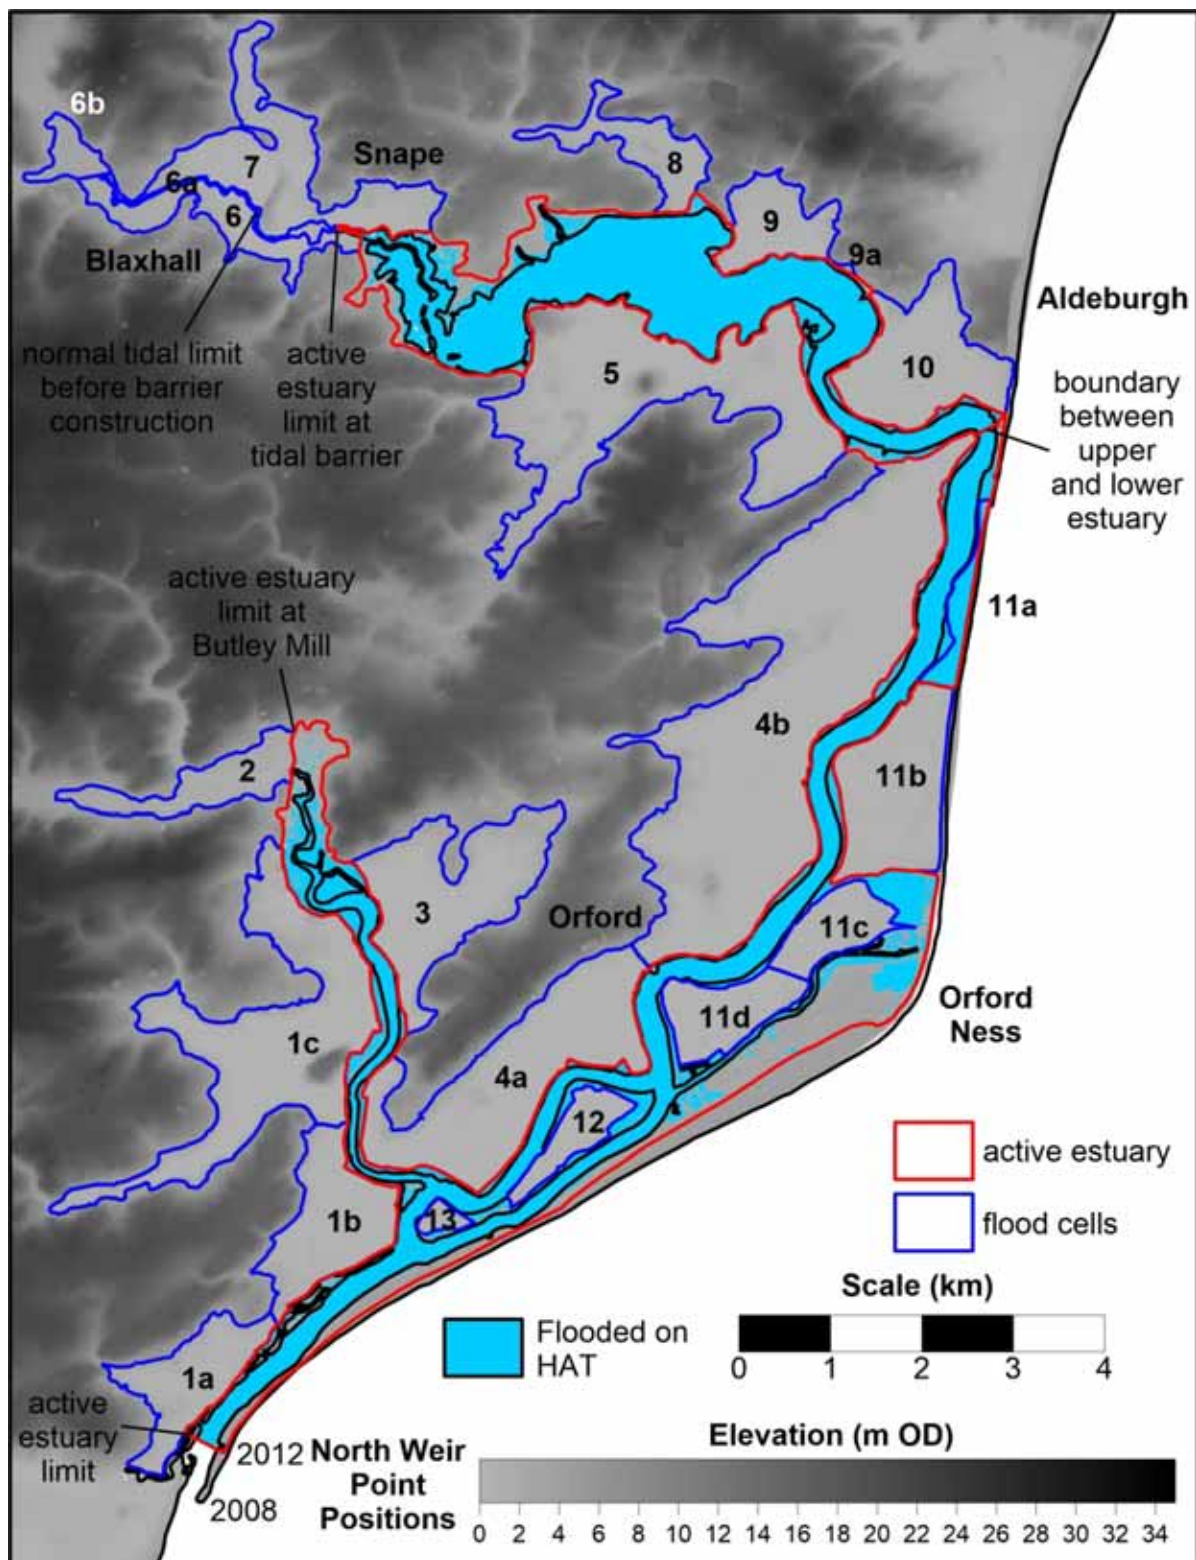 6b
7
Snape
8
6a
6
9
9a
Blaxhall
Aldeburgh
normal tidal limit
before barrier
construction
active
estuary
limit at
tidal barrier
5
10
boundary
between
upper
and lower
estuary
active estuary
limit at
Butley Mill
11a
4b
2
11b
3
Orford
11c
Orford
Ness
1c
11d
4a
12
active estuary
1b
13
flood cells
Scale (km)
Flooded on
HAT
0 1 2 3 4
1a
active
estuary
limit
2012
2008
North Weir
Point
Positions
Elevation (m OD)
0 2 4 6 8 10 12 14 16 18 20 22 24 26 28 30 32 34